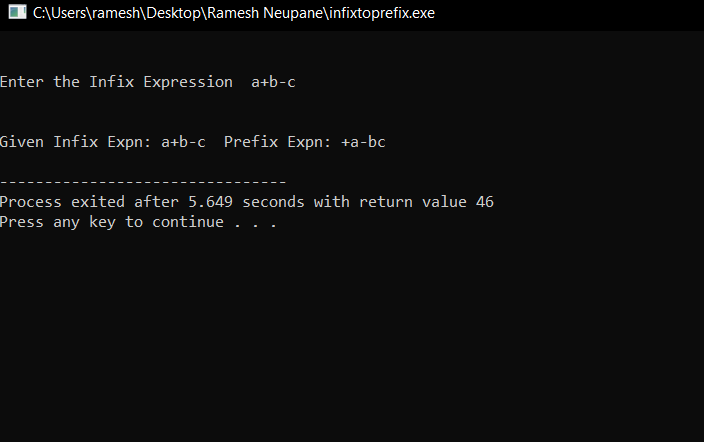 C:\Users\ramesh\Desktop\Ramesh Neupane\infixtoprefix.exe
Enter the Infix Expression  a+b-c
Given Infix Expn: a+b-c  Prefix Expn: +a-bc
--------------------------------
Process exited after 5.649 seconds with return value 46
Press any key to continue . . .